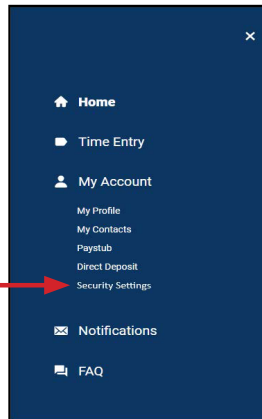 ×
Home
Time Entry
My Account
My Profile
My Contacts
Paystub
Direct Deposit
Security Settings
Notifications
FAQ